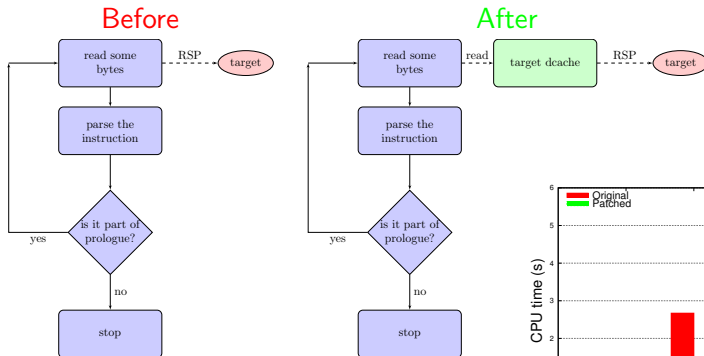 Before
read some
bytes
RSP
target
parse the
instruction
is it part of
prologue?
yes
no
stop
After
read some
bytes
read
target dcache
RSP
target
parse the
instruction
is it part of
prologue?
yes
no
stop
Original
Patched
6
5
4
3
2
CPU time (s)